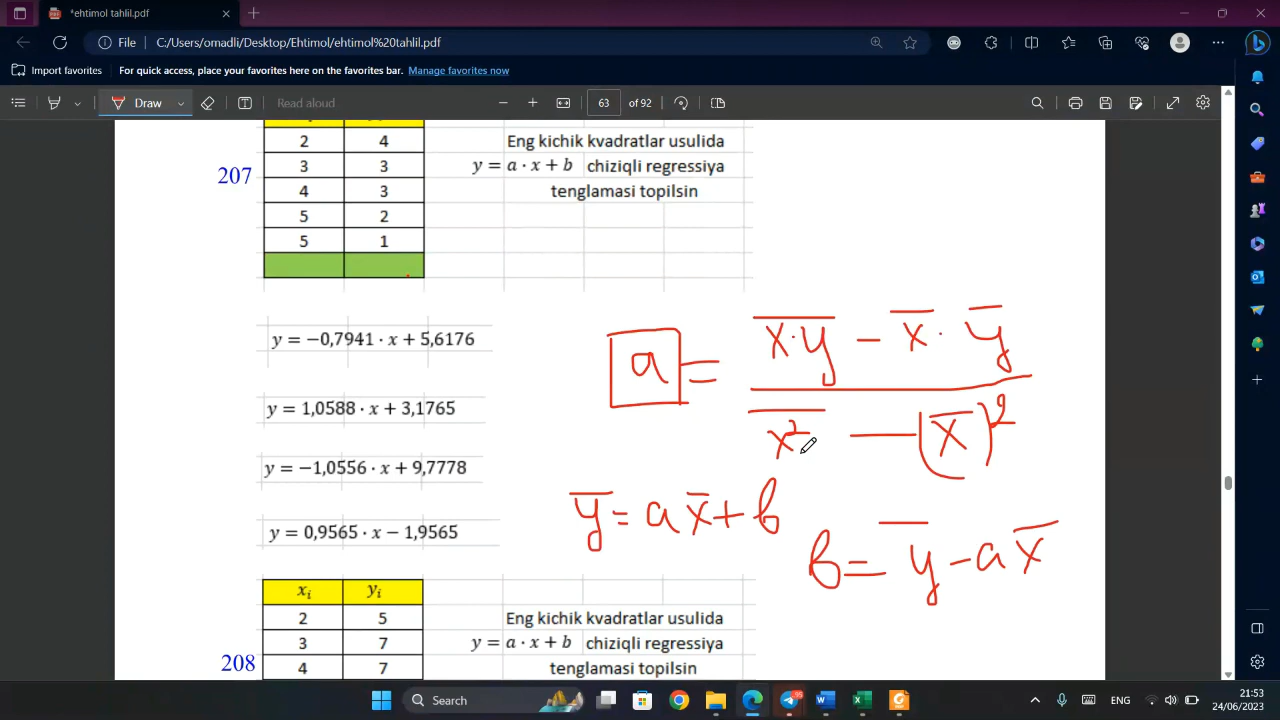 *ehtimol tahlil.pdf
File C:/Users/omadli/Desktop/Ehtimol/ehtimol%20tahlil.pdf
Import favorites For quick access, place your favorites here on the favorites bar. Manage favorites now
Draw Read aloud 63 of 92
2 4 Eng kichik kvadratlar usulida
207 3 3 y = a · x + b chiziqli regressiya
4 3 tenglamasi topilsin
5 2
5 1
y = −0,7941 · x + 5,6176
y = 1,0588 · x + 3,1765
y = −1,0556 · x + 9,7778
y = 0,9565 · x − 1,9565
a = (x̅·̅y̅ − x̅ · y̅) / (x̅²̅ − (x̅)²)
y̅ = a x̅ + b
b = y̅ − a x̅
xᵢ yᵢ
2 5 Eng kichik kvadratlar usulida
208 3 7 y = a · x + b chiziqli regressiya
4 7 tenglamasi topilsin
Search 95 ENG 21:53
24/06/2023